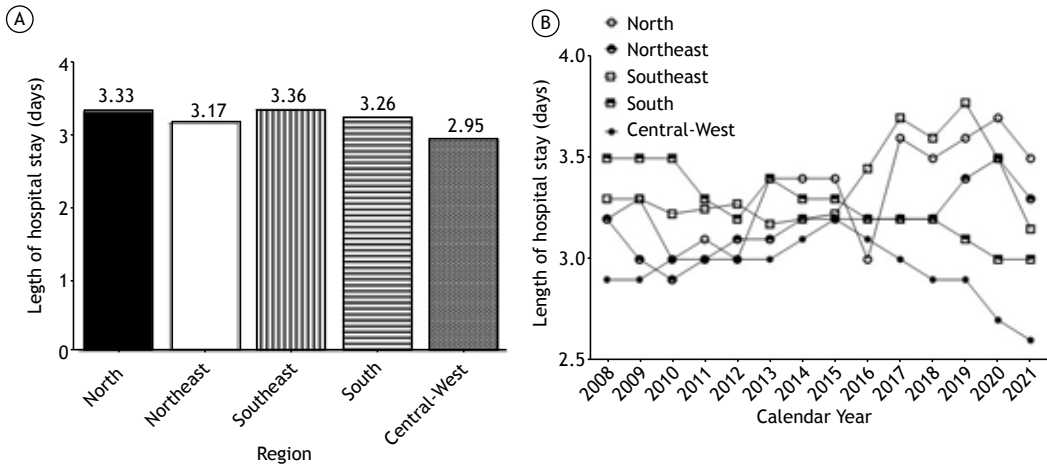 A
Legth of hospital stay (days)
4
3
2
1
0
3.33
3.17
3.36
3.26
2.95
North
Northeast
Southeast
South
Central-West
Region
B
North
Northeast
Southeast
South
Central-West
Length of hospital stay (days)
4.0
3.5
3.0
2.5
2008
2009
2010
2011
2012
2013
2014
2015
2016
2017
2018
2019
2020
2021
Calendar Year